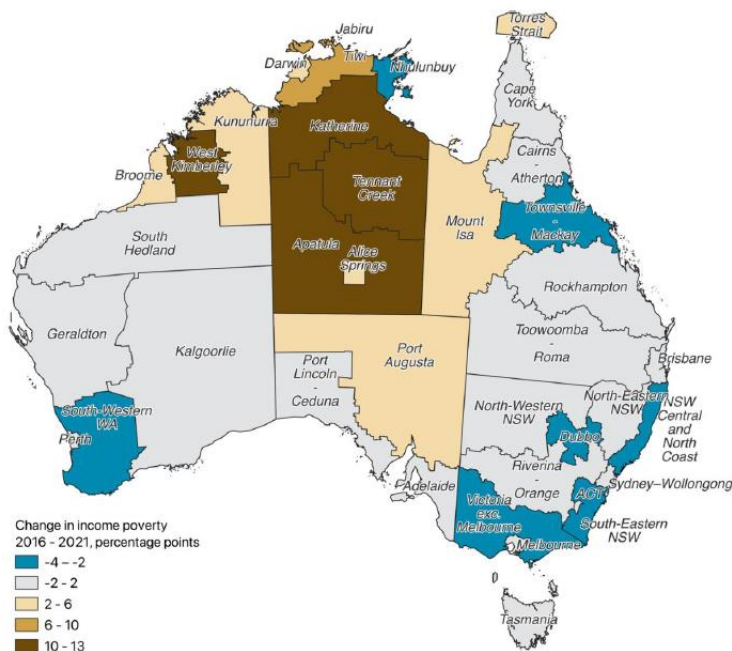 Torres
Strait
Jabiru
Tiwi
Darwin
Nhulunbuy
Cape
York
Kununurra
Katherine
Cairns
-
Atherton
West
Kimberley
Broome
Tennant
Creek
Townsville
-
Mackay
Mount
Isa
South
Hedland
Apatula
Alice
Springs
Rockhampton
Geraldton
Kalgoorlie
Toowoomba
-
Roma
Port
Augusta
Brisbane
Port
Lincoln
-
Ceduna
North-Eastern
NSW
NSW
Central
and
North
Coast
North-Western
NSW
South-Western
WA
Perth
Dubbo
Riverina
-
Orange
Sydney–Wollongong
Adelaide
ACT
Victoria
exc.
Melbourne
South-Eastern
NSW
Melbourne
Tasmania
Change in income poverty
2016 - 2021, percentage points
-4 – -2
-2 - 2
2 - 6
6 - 10
10 - 13